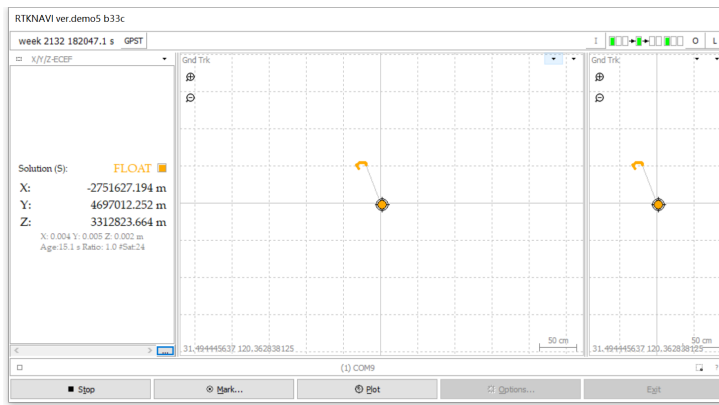 RTKNAVI ver.demo5 b33c
week 2132 182047.1 s GPST
I
O
L
X/Y/Z-ECEF
Gnd Trk
Gnd Trk
Solution (S): FLOAT
X: -2751627.194 m
Y: 4697012.252 m
Z: 3312823.664 m
X: 0.004 Y: 0.005 Z: 0.002 m
Age:15.1 s Ratio: 1.0 #Sat:24
...
50 cm
31.494445637 120.362838125
50 cm
31.494445637 120.362838125
(1) COM9
?
Stop
Mark...
Plot
Options...
Exit